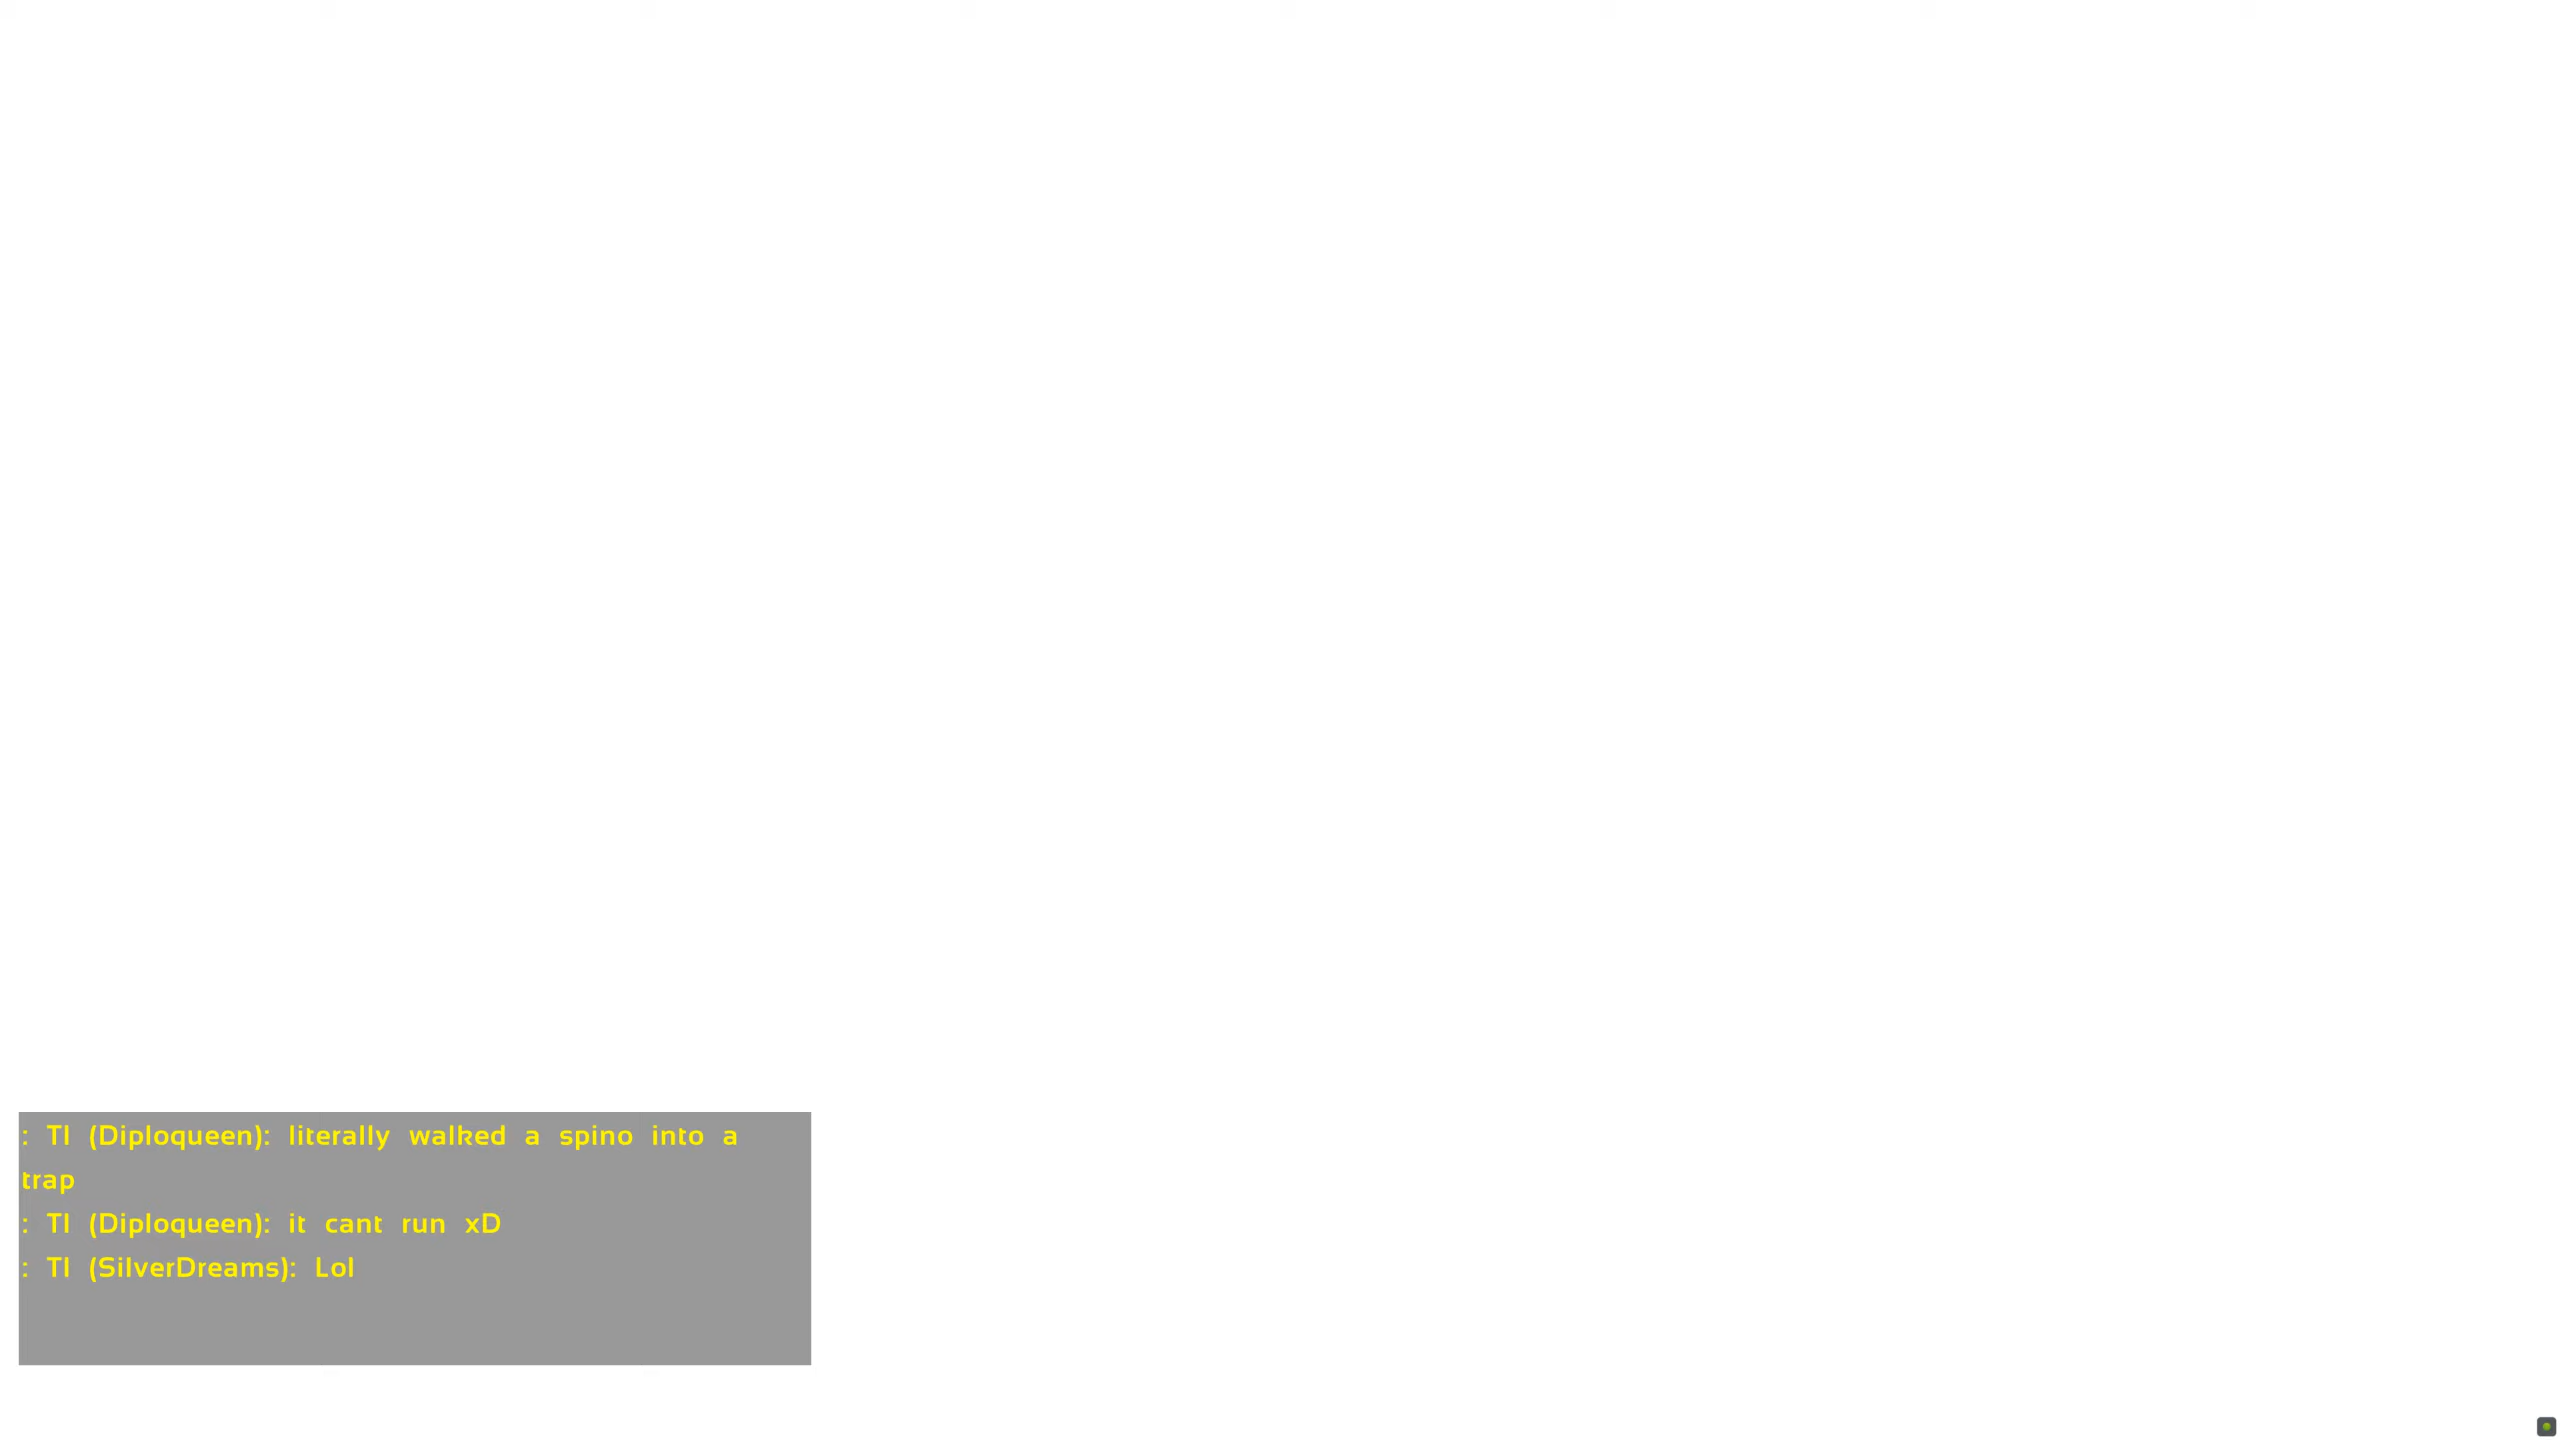 : TI (Diploqueen): literally walked a spino into a
trap
: TI (Diploqueen): it cant run xD
: TI (SilverDreams): Lol